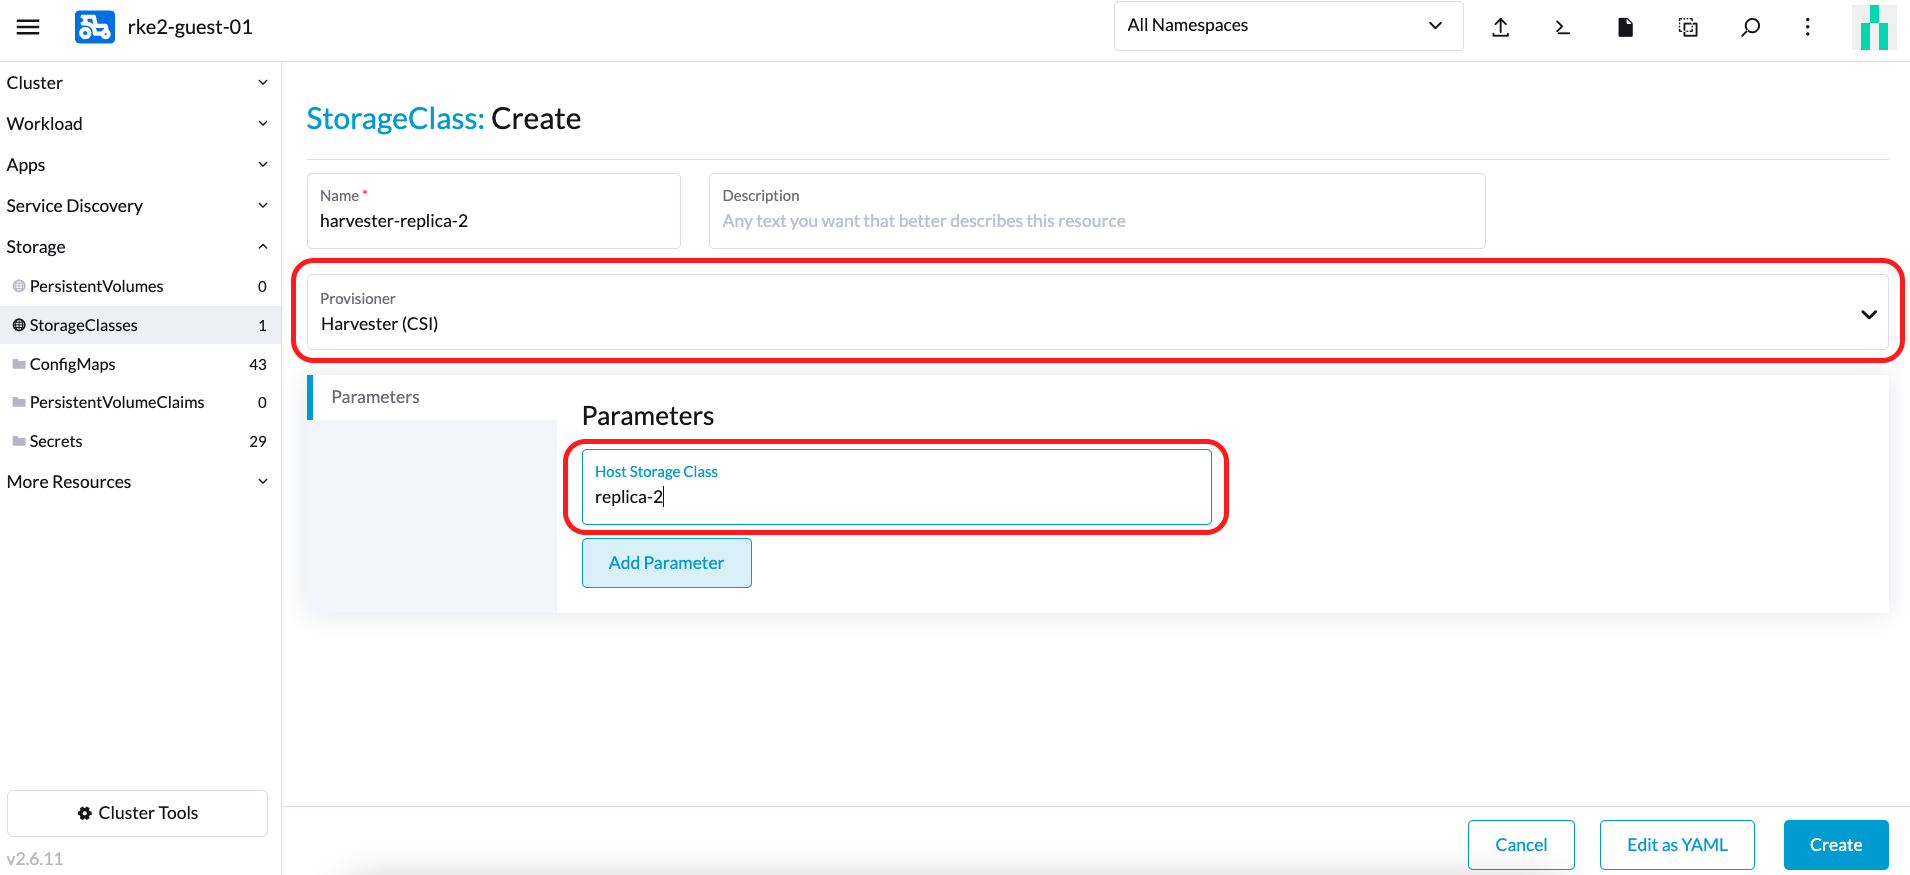 rke2-guest-01
All Namespaces
Cluster
Workload
Apps
Service Discovery
Storage
PersistentVolumes 0
StorageClasses 1
ConfigMaps 43
PersistentVolumeClaims 0
Secrets 29
More Resources
Cluster Tools
v2.6.11
StorageClass: Create
Name *
harvester-replica-2
Description
Any text you want that better describes this resource
Provisioner
Harvester (CSI)
Parameters
Parameters
Host Storage Class
replica-2
Add Parameter
Cancel
Edit as YAML
Create